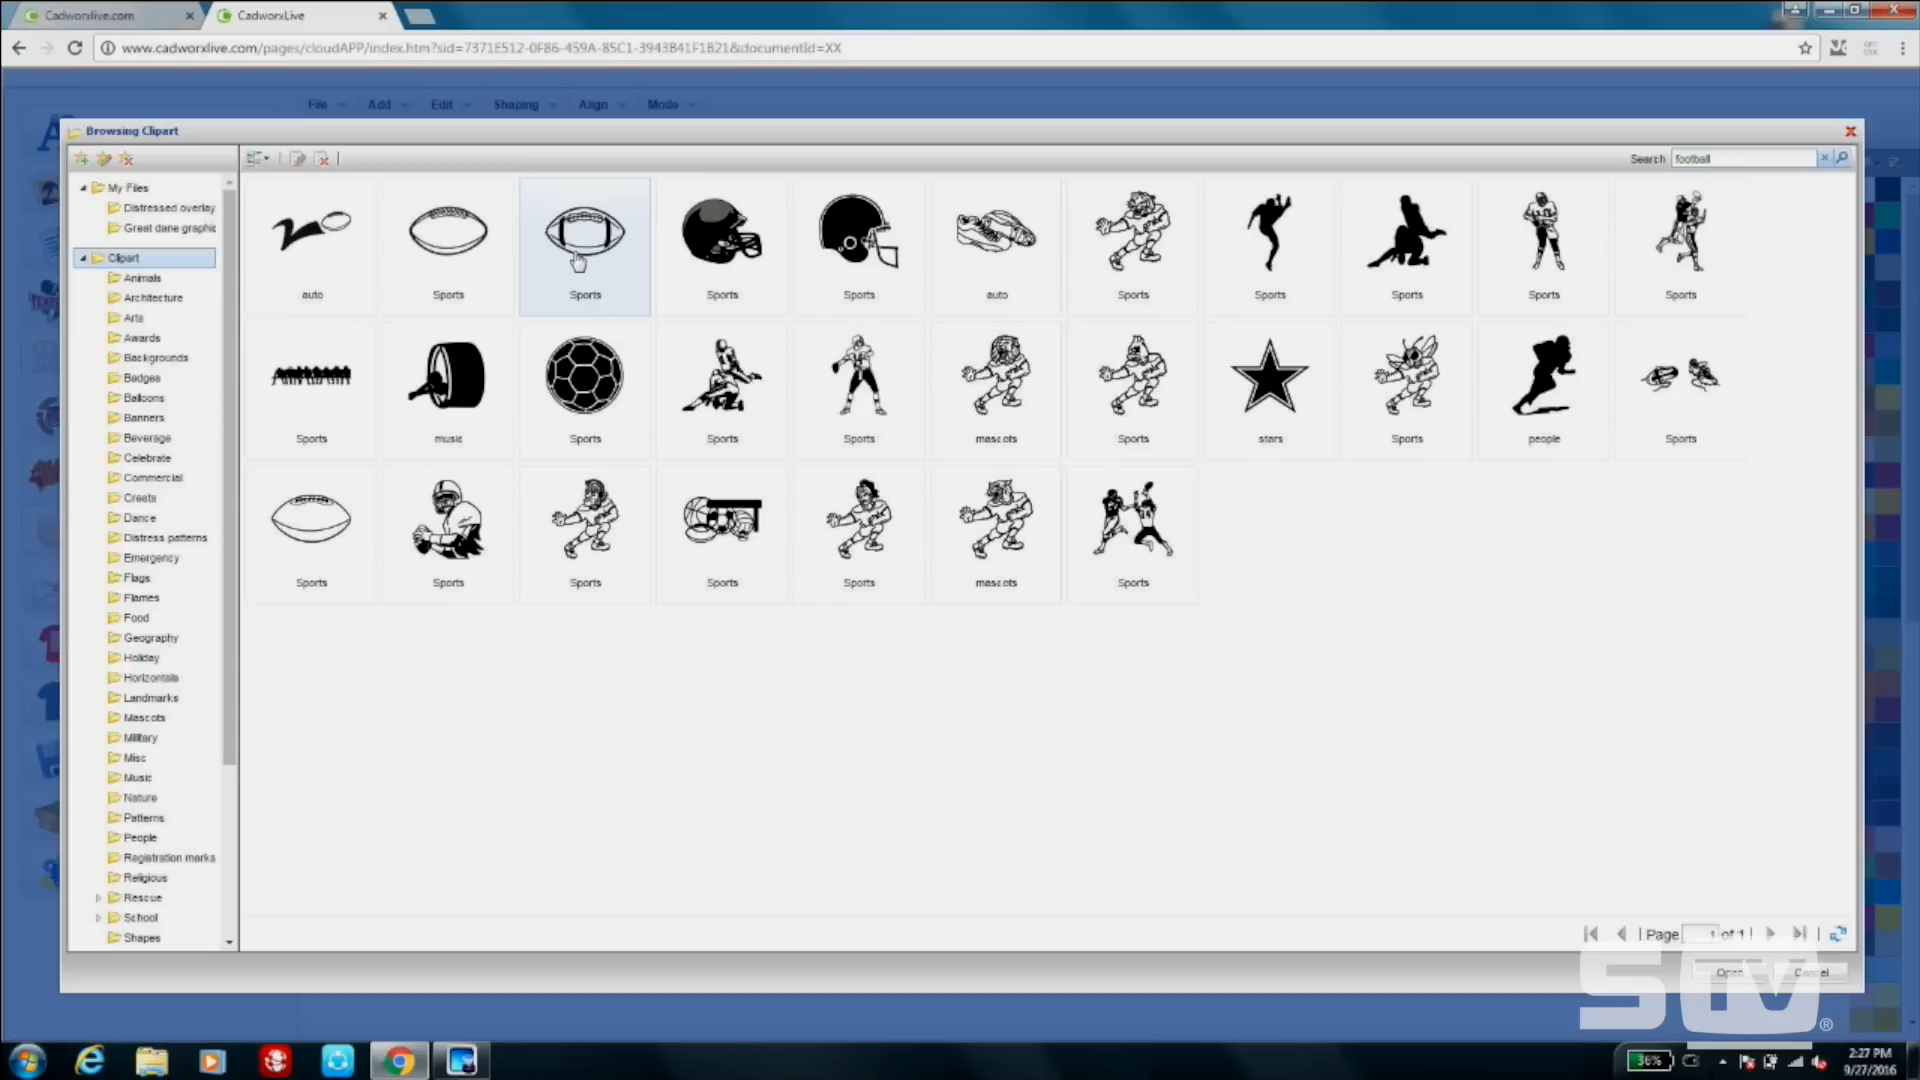 Cadworxlive.com
CadworxLive
www.cadworxlive.com/pages/cloudAPP/index.htm?sid=7371E512-0F86-459A-85C1-3943B41F1B21&documentId=XX
File Add Edit Shaping Align Mode
Browsing Clipart
Search football
My Files
Distressed overlay
Great dane graphic
Clipart
Animals
Architecture
Arts
Awards
Backgrounds
Badges
Balloons
Banners
Beverage
Celebrate
Commercial
Create
Dance
Distress patterns
Emergency
Flags
Flames
Food
Geography
Holiday
Horizontals
Landmarks
Mascots
Military
Misc
Music
Nature
Patterns
People
Registration marks
Religious
Rescue
School
Shapes
auto Sports Sports Sports Sports auto Sports Sports Sports Sports Sports
Sports music Sports Sports Sports mascots Sports stars Sports people Sports
Sports Sports Sports Sports Sports mascots Sports
Page 1 of 1
Open Cancel
STV®
36%
2:27 PM
9/27/2016